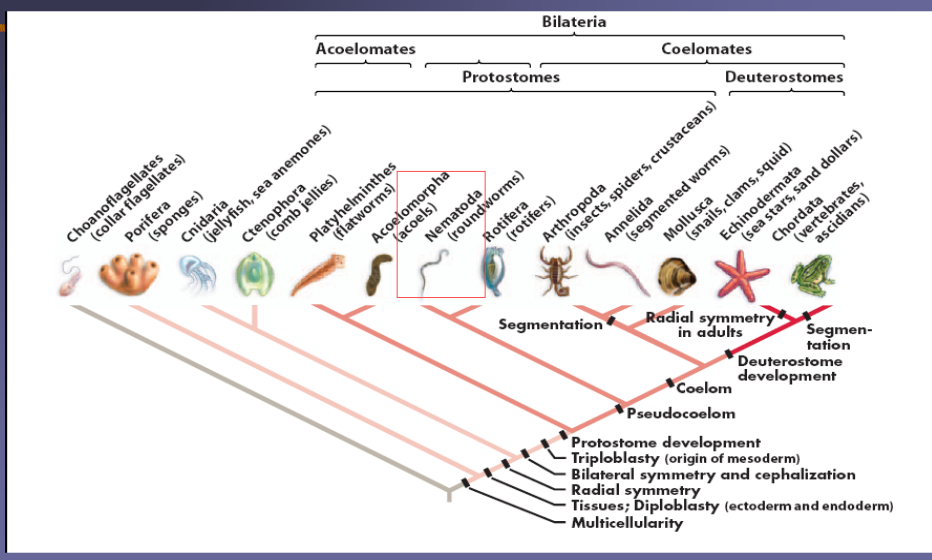 Bilateria
Acoelomates
Coelomates
Protostomes
Deuterostomes
Choanoflagellates
(collar flagellates)
Porifera
(sponges)
Cnidaria
(jellyfish, sea anemones)
Ctenophora
(comb jellies)
Platyhelminthes
(flatworms)
Acoelomorpha
(acoels)
Nematoda
(roundworms)
Rotifera
(rotifers)
Arthropoda
(insects, spiders, crustaceans)
Annelida
(segmented worms)
Mollusca
(snails, clams, squid)
Echinodermata
(sea stars, sand dollars)
Chordata
(vertebrates,
ascidians)
Segmentation
Radial symmetry
in adults
Segmen-
tation
Deuterostome
development
Coelom
Pseudocoelom
Protostome development
Triploblasty (origin of mesoderm)
Bilateral symmetry and cephalization
Radial symmetry
Tissues; Diploblasty (ectoderm and endoderm)
Multicellularity